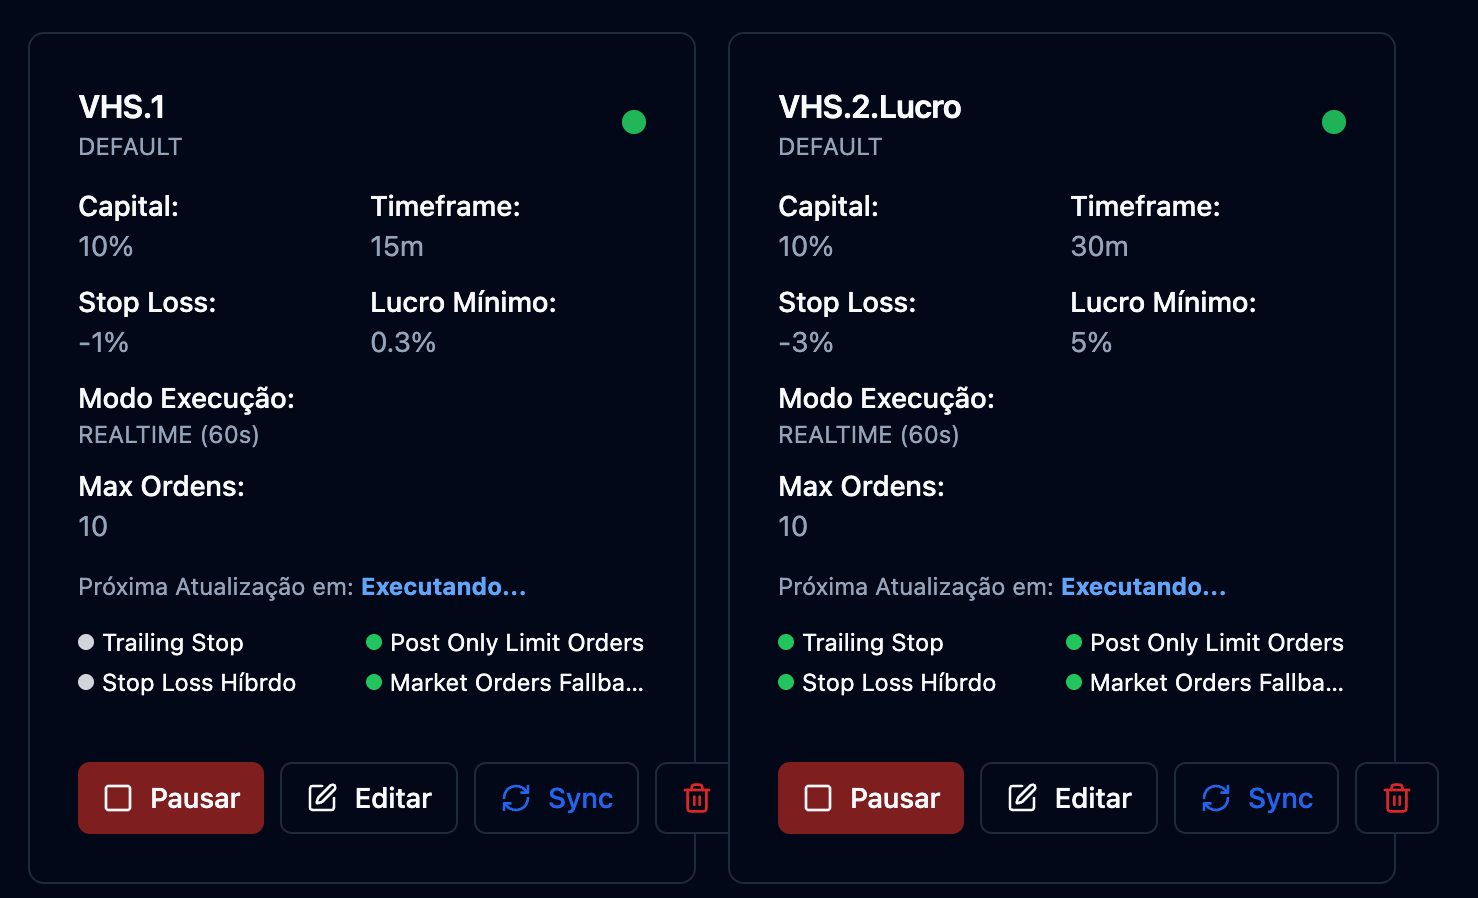 VHS.1
DEFAULT
Capital: Timeframe:
10% 15m
Stop Loss: Lucro Mínimo:
-1% 0.3%
Modo Execução:
REALTIME (60s)
Max Ordens:
10
Próxima Atualização em: Executando...
Trailing Stop Post Only Limit Orders
Stop Loss Híbrdo Market Orders Fallba...
Pausar Editar Sync
VHS.2.Lucro
DEFAULT
Capital: Timeframe:
10% 30m
Stop Loss: Lucro Mínimo:
-3% 5%
Modo Execução:
REALTIME (60s)
Max Ordens:
10
Próxima Atualização em: Executando...
Trailing Stop Post Only Limit Orders
Stop Loss Híbrdo Market Orders Fallba...
Pausar Editar Sync